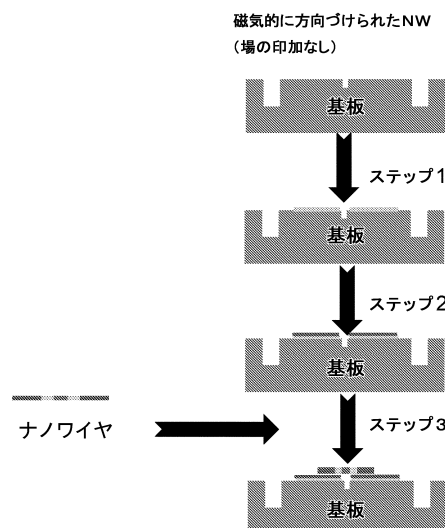 磁気的に方向づけられたNW
(場の印加なし)
基板
ステップ1
基板
ステップ2
基板
ナノワイヤ
ステップ3
基板